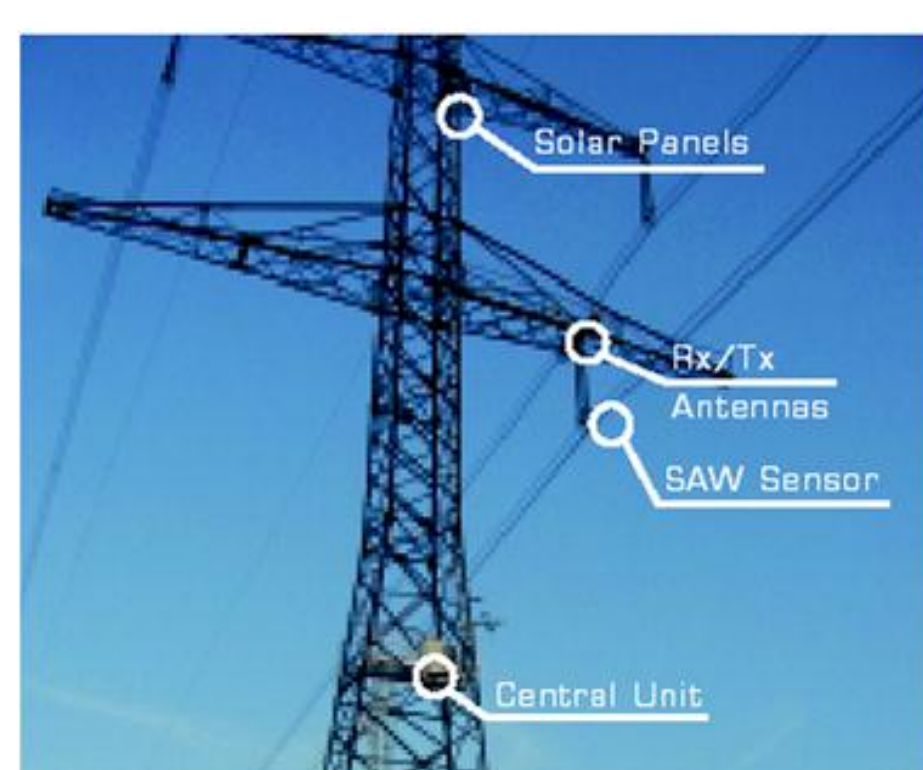 Solar Panels
Rx/Tx
Antennas
SAW Sensor
Central Unit